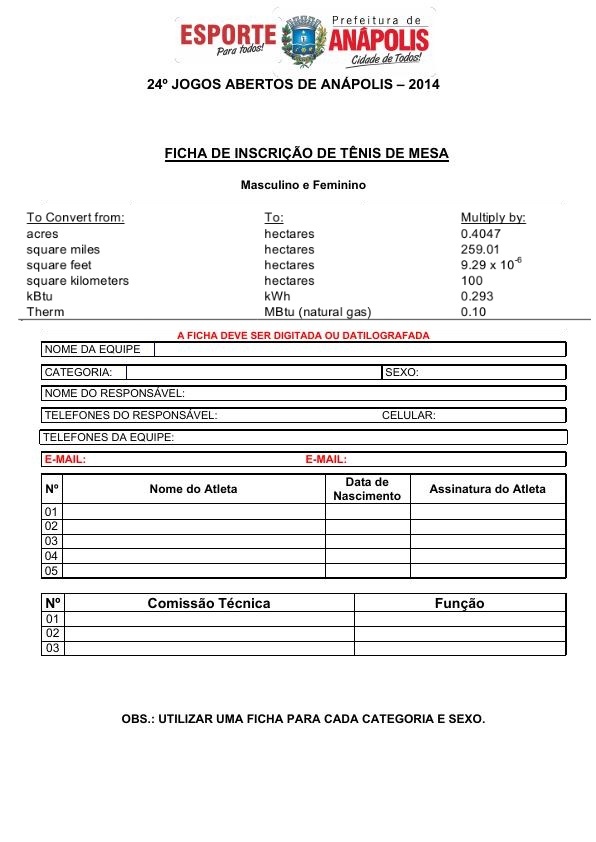 ESPORTE
Para todos!
Prefeitura de
ANÁPOLIS
Cidade de Todos!
24º JOGOS ABERTOS DE ANÁPOLIS – 2014
FICHA DE INSCRIÇÃO DE TÊNIS DE MESA
Masculino e Feminino
To Convert from: To: Multiply by:
acres hectares 0.4047
square miles hectares 259.01
square feet hectares 9.29 x 10⁻⁶
square kilometers hectares 100
kBtu kWh 0.293
Therm MBtu (natural gas) 0.10
A FICHA DEVE SER DIGITADA OU DATILOGRAFADA
NOME DA EQUIPE
CATEGORIA: SEXO:
NOME DO RESPONSÁVEL:
TELEFONES DO RESPONSÁVEL: CELULAR:
TELEFONES DA EQUIPE:
E-MAIL: E-MAIL:
Nº Nome do Atleta Data de Nascimento Assinatura do Atleta
01
02
03
04
05
Nº Comissão Técnica Função
01
02
03
OBS.: UTILIZAR UMA FICHA PARA CADA CATEGORIA E SEXO.